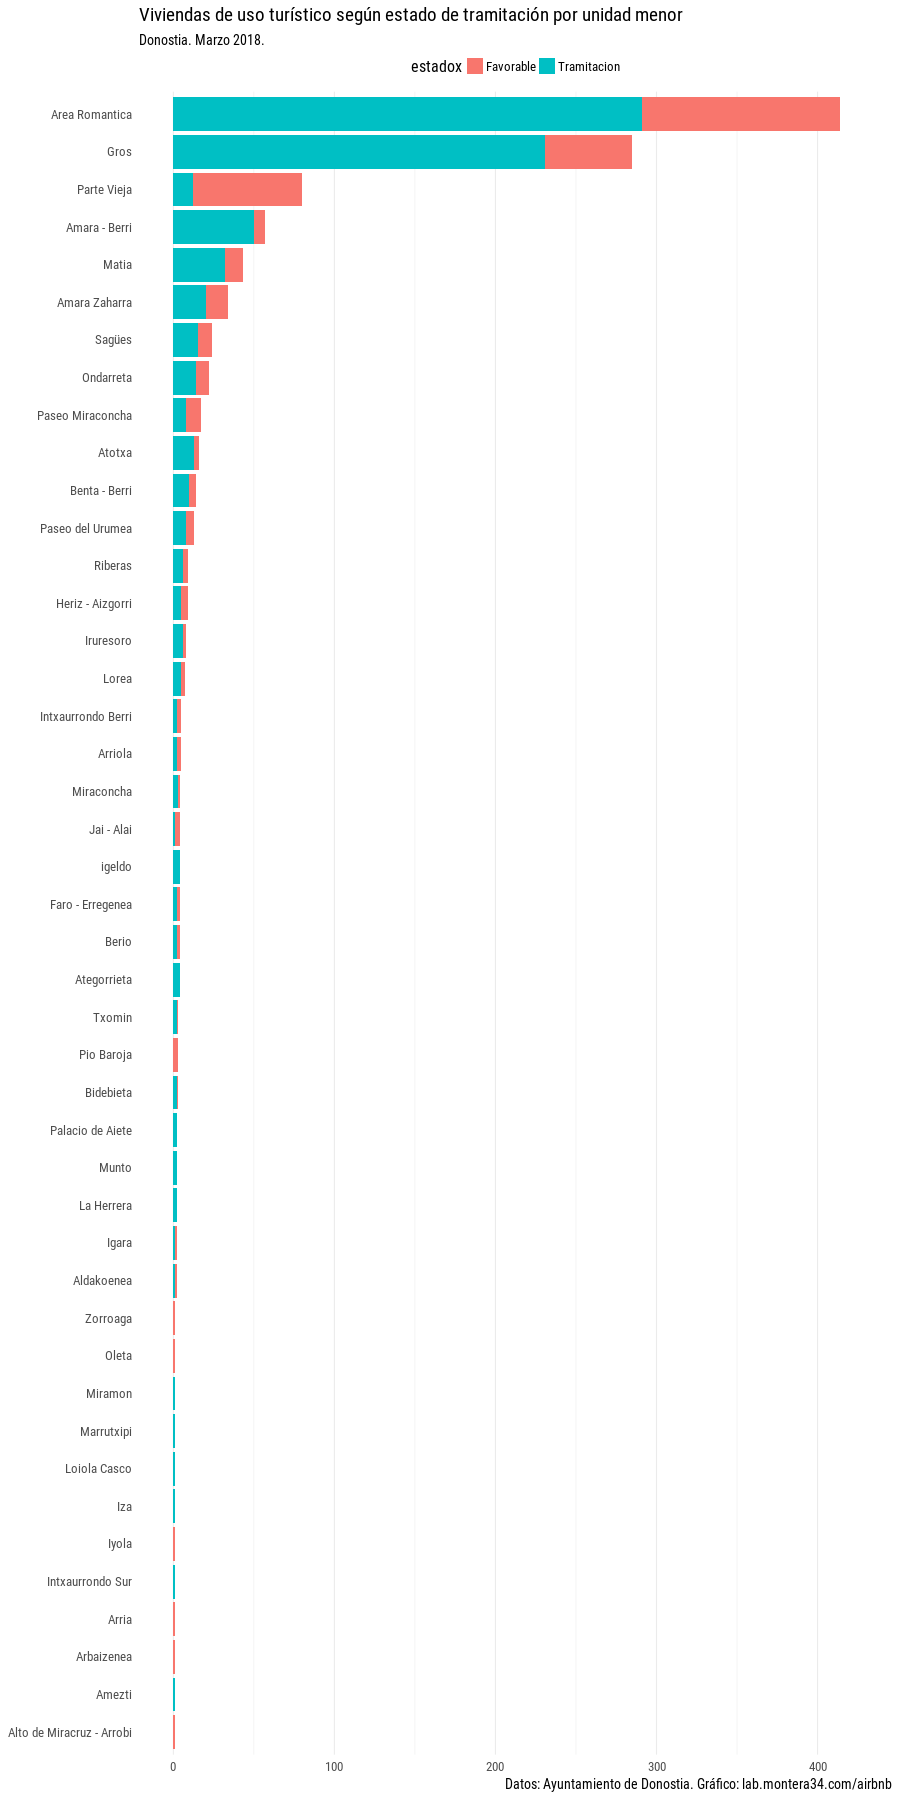 Viviendas de uso turístico según estado de tramitación por unidad menor
Donostia. Marzo 2018.
estadox Favorable Tramitacion
Area Romantica
Gros
Parte Vieja
Amara - Berri
Matia
Amara Zaharra
Sagües
Ondarreta
Paseo Miraconcha
Atotxa
Benta - Berri
Paseo del Urumea
Riberas
Heriz - Aizgorri
Iruresoro
Lorea
Intxaurrondo Berri
Arriola
Miraconcha
Jai - Alai
igeldo
Faro - Erregenea
Berio
Ategorrieta
Txomin
Pio Baroja
Bidebieta
Palacio de Aiete
Munto
La Herrera
Igara
Aldakoenea
Zorroaga
Oleta
Miramon
Marrutxipi
Loiola Casco
Iza
Iyola
Intxaurrondo Sur
Arria
Arbaizenea
Amezti
Alto de Miracruz - Arrobi
0 100 200 300 400
Datos: Ayuntamiento de Donostia. Gráfico: lab.montera34.com/airbnb